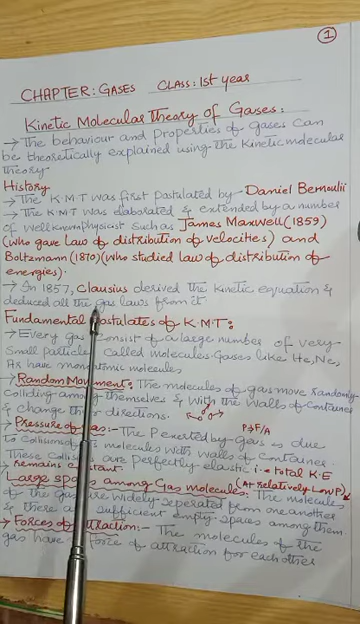 1
CHAPTER: GASES CLASS: 1st year
Kinetic Molecular Theory of Gases:
→ The behaviour and properties of gases can
be theoretically explained using the kinetic molecular
theory.
History
→ The K.M.T was first postulated by Daniel Bernoulii
→ The K.M.T was elaborated & extended by a number
of wellknown physicist such as James Maxwell (1859)
(who gave Law of distribution of velocities) and
Boltzmann (1870) (who studied law of distribution of
energies).
→ In 1857, Clausius derived the kinetic equation &
deduced all the gas laws from it
Fundamental Postulates of K.M.T:
→ Every gas consist of a large number of very
small particles called molecules. Gases like He, Ne,
Ar have molecules
→ Random Movement: The molecules of gas move Randomly
Colliding among themselves & with the walls of container
& change their directions.
P→F/A
→ Pressure of Gas:- The P exerted by Gas is due
to Collision of its molecules with walls of container.
These Collisions are perfectly elastic i.e total K.E
→ remains constant. (At relatively Low P)
Large spaces among Gas molecules: The molecules
of the gas are widely seperated from one another
& there are sufficient empty spaces among them.
→ Forces of attraction:- The molecules of the
gas have force of attraction for each other